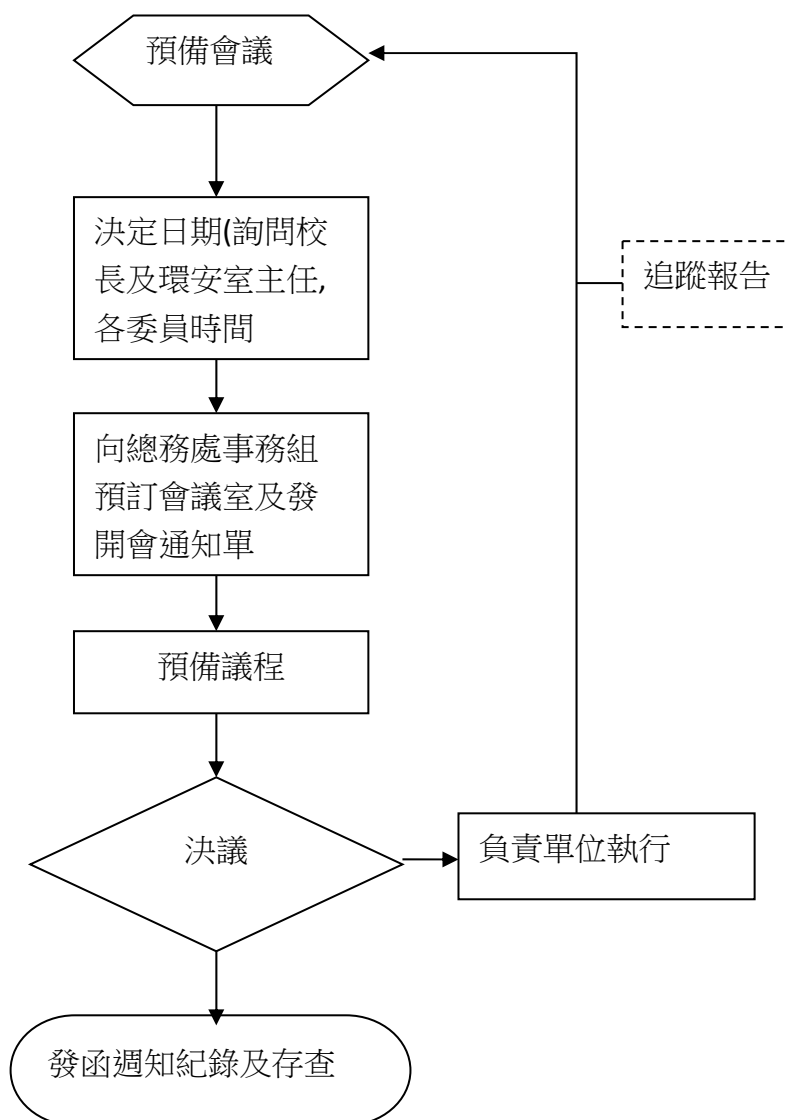 預備會議
決定日期(詢問校
長及環安室主任,
各委員時間
追蹤報告
向總務處事務組
預訂會議室及發
開會通知單
預備議程
決議
負責單位執行
發函週知紀錄及存查